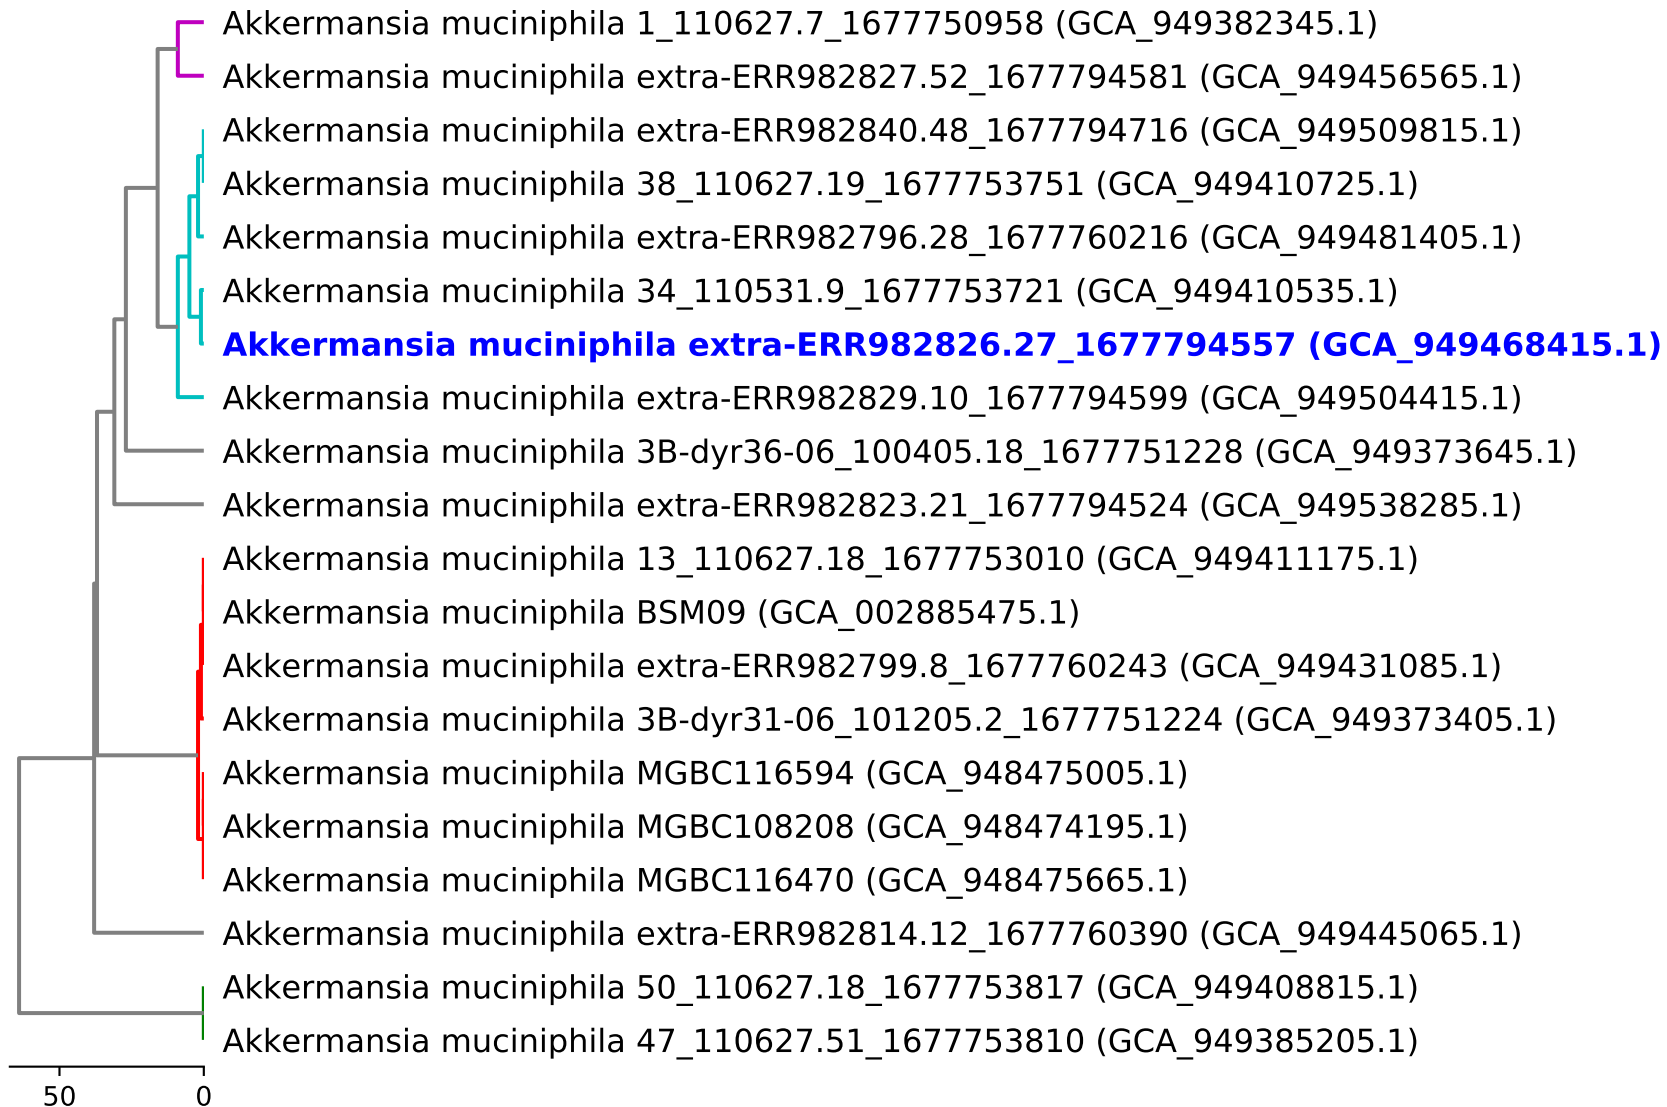 Akkermansia muciniphila 1_110627.7_1677750958 (GCA_949382345.1)
Akkermansia muciniphila extra-ERR982827.52_1677794581 (GCA_949456565.1)
Akkermansia muciniphila extra-ERR982840.48_1677794716 (GCA_949509815.1)
Akkermansia muciniphila 38_110627.19_1677753751 (GCA_949410725.1)
Akkermansia muciniphila extra-ERR982796.28_1677760216 (GCA_949481405.1)
Akkermansia muciniphila 34_110531.9_1677753721 (GCA_949410535.1)
Akkermansia muciniphila extra-ERR982826.27_1677794557 (GCA_949468415.1)
Akkermansia muciniphila extra-ERR982829.10_1677794599 (GCA_949504415.1)
Akkermansia muciniphila 3B-dyr36-06_100405.18_1677751228 (GCA_949373645.1)
Akkermansia muciniphila extra-ERR982823.21_1677794524 (GCA_949538285.1)
Akkermansia muciniphila 13_110627.18_1677753010 (GCA_949411175.1)
Akkermansia muciniphila BSM09 (GCA_002885475.1)
Akkermansia muciniphila extra-ERR982799.8_1677760243 (GCA_949431085.1)
Akkermansia muciniphila 3B-dyr31-06_101205.2_1677751224 (GCA_949373405.1)
Akkermansia muciniphila MGBC116594 (GCA_948475005.1)
Akkermansia muciniphila MGBC108208 (GCA_948474195.1)
Akkermansia muciniphila MGBC116470 (GCA_948475665.1)
Akkermansia muciniphila extra-ERR982814.12_1677760390 (GCA_949445065.1)
Akkermansia muciniphila 50_110627.18_1677753817 (GCA_949408815.1)
Akkermansia muciniphila 47_110627.51_1677753810 (GCA_949385205.1)
50 0